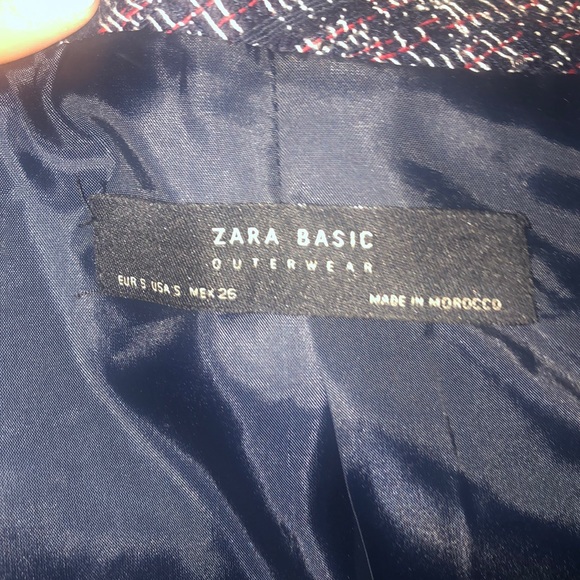 ZARA BASIC
OUTERWEAR
EUR S USA S MEX 26
MADE IN MOROCCO